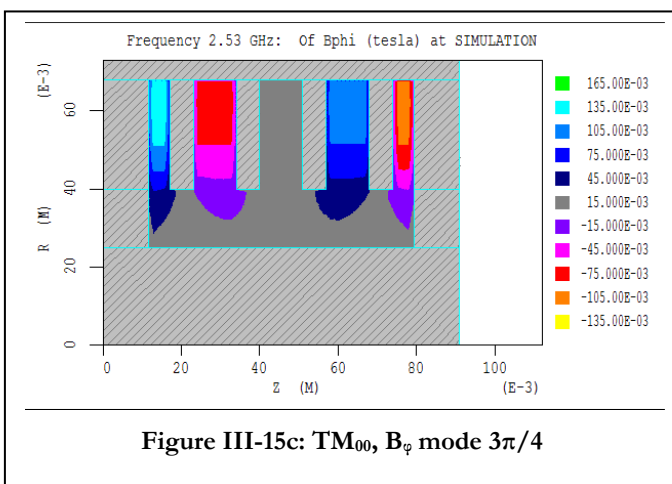 Frequency 2.53 GHz: Of Bphi (tesla) at SIMULATION
(E-3)
60
40
R (M)
20
0
0 20 40 60 80 100
Z (M) (E-3)
165.00E-03
135.00E-03
105.00E-03
75.000E-03
45.000E-03
15.000E-03
-15.000E-03
-45.000E-03
-75.000E-03
-105.00E-03
-135.00E-03
Figure III-15c: TM₀₀, Bᵩ mode 3π/4